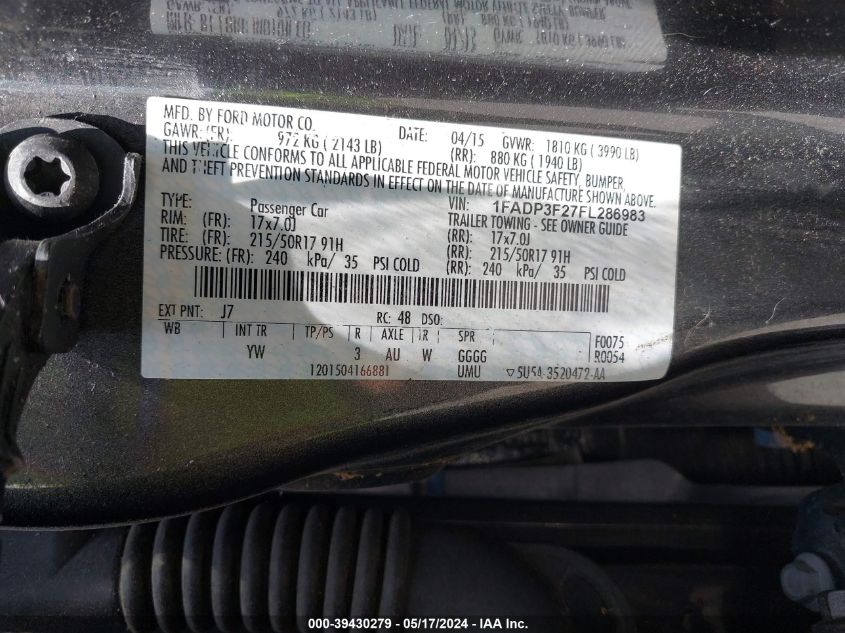 MFD. BY FORD MOTOR CO.
DATE: 04/15 GVWR: 1810 KG ( 3990 LB)
GAWR: (FR): 972 KG ( 2143 LB) (RR): 880 KG ( 1940 LB)
THIS VEHICLE CONFORMS TO ALL APPLICABLE FEDERAL MOTOR VEHICLE SAFETY, BUMPER,
AND THEFT PREVENTION STANDARDS IN EFFECT ON THE DATE OF MANUFACTURE SHOWN ABOVE.
TYPE: Passenger Car VIN: 1FADP3F27FL286983
TRAILER TOWING - SEE OWNER GUIDE
RIM: (FR): 17x7.0J (RR): 17x7.0J
TIRE: (FR): 215/50R17 91H (RR): 215/50R17 91H
PRESSURE: (FR): 240 kPa/ 35 PSI COLD (RR): 240 kPa/ 35 PSI COLD
EXT PNT: J7 RC: 48 DSO:
WB INT TR TP/PS R AXLE TR SPR F0075
YW 3 AU W GGGG R0054
1201504166881 UMU ▽5U5A-3520472-AA
000-39430279 - 05/17/2024 - IAA Inc.